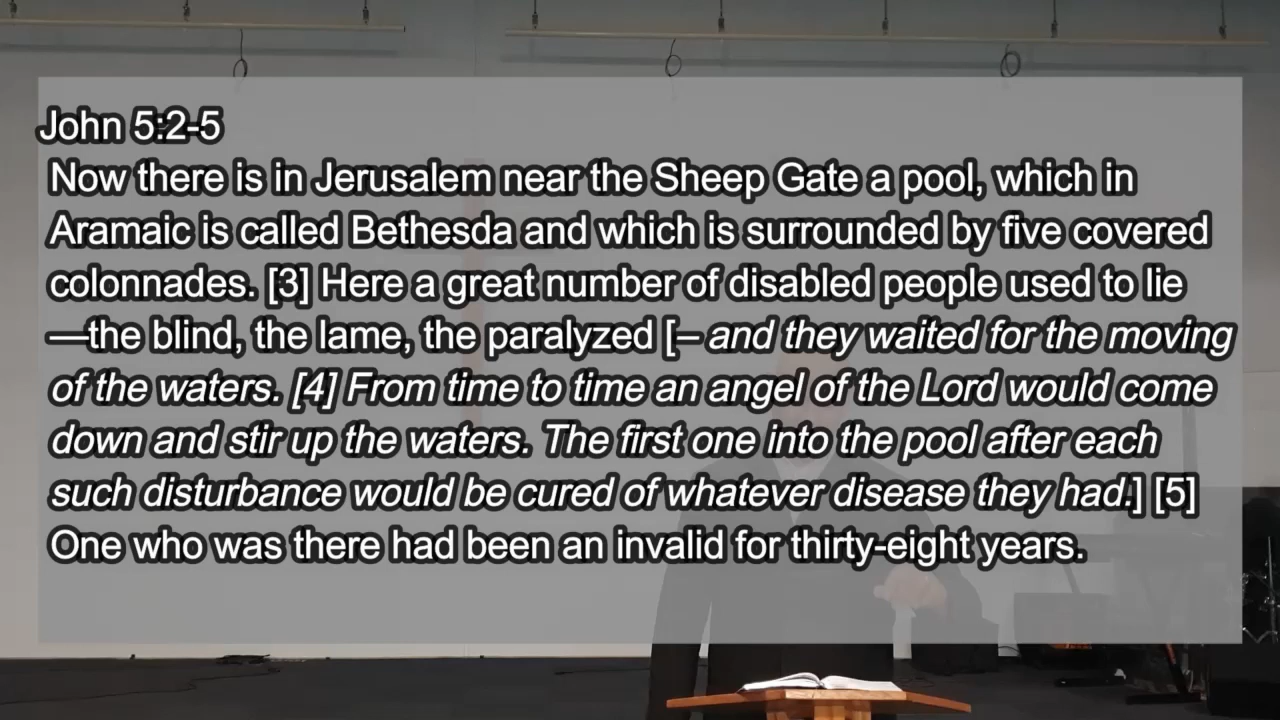 John 5:2-5
Now there is in Jerusalem near the Sheep Gate a pool, which in
Aramaic is called Bethesda and which is surrounded by five covered
colonnades. [3] Here a great number of disabled people used to lie
—the blind, the lame, the paralyzed [– and they waited for the moving
of the waters. [4] From time to time an angel of the Lord would come
down and stir up the waters. The first one into the pool after each
such disturbance would be cured of whatever disease they had.] [5]
One who was there had been an invalid for thirty-eight years.